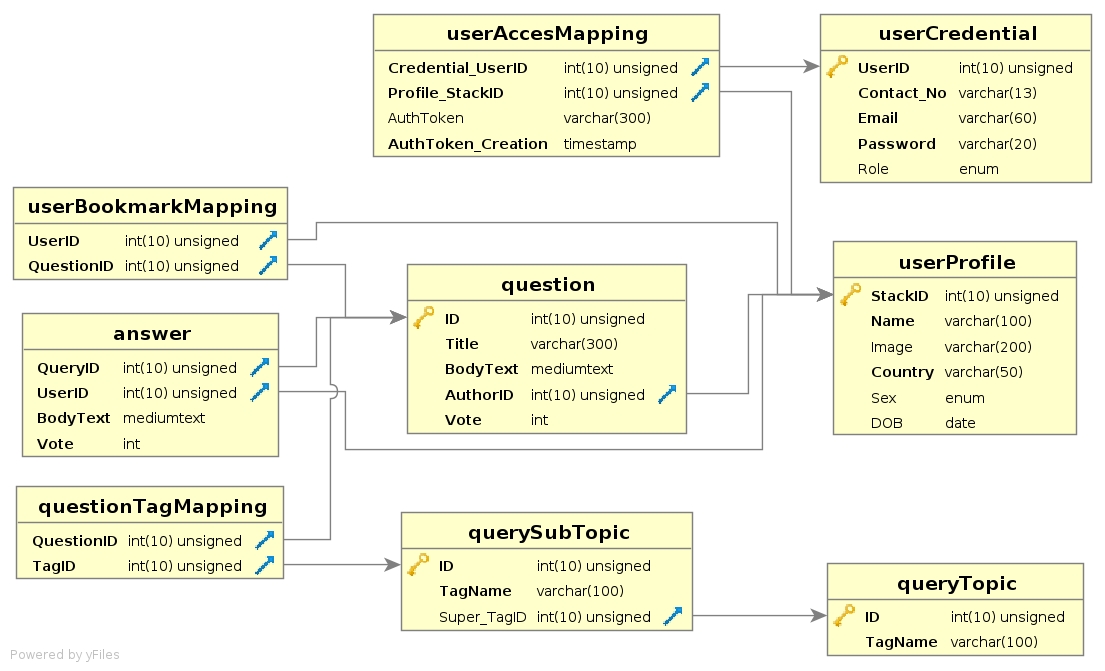 userAccesMapping
Credential_UserID int(10) unsigned
Profile_StackID int(10) unsigned
AuthToken varchar(300)
AuthToken_Creation timestamp
userCredential
UserID int(10) unsigned
Contact_No varchar(13)
Email varchar(60)
Password varchar(20)
Role enum
userBookmarkMapping
UserID int(10) unsigned
QuestionID int(10) unsigned
question
ID int(10) unsigned
Title varchar(300)
BodyText mediumtext
AuthorID int(10) unsigned
Vote int
userProfile
StackID int(10) unsigned
Name varchar(100)
Image varchar(200)
Country varchar(50)
Sex enum
DOB date
answer
QueryID int(10) unsigned
UserID int(10) unsigned
BodyText mediumtext
Vote int
questionTagMapping
QuestionID int(10) unsigned
TagID int(10) unsigned
querySubTopic
ID int(10) unsigned
TagName varchar(100)
Super_TagID int(10) unsigned
queryTopic
ID int(10) unsigned
TagName varchar(100)
Powered by yFiles